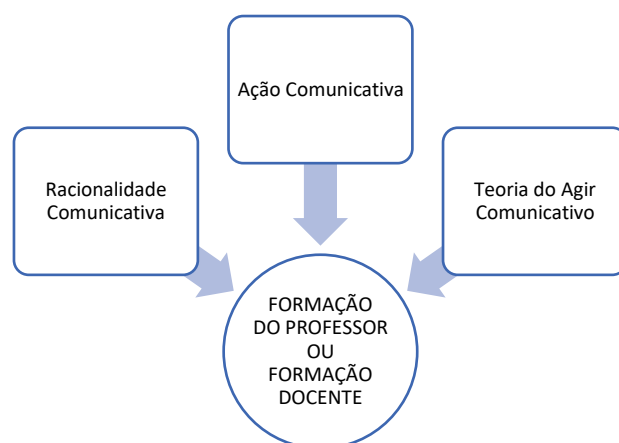 Ação Comunicativa
Racionalidade
Comunicativa
Teoria do Agir
Comunicativo
FORMAÇÃO
DO PROFESSOR
OU
FORMAÇÃO
DOCENTE